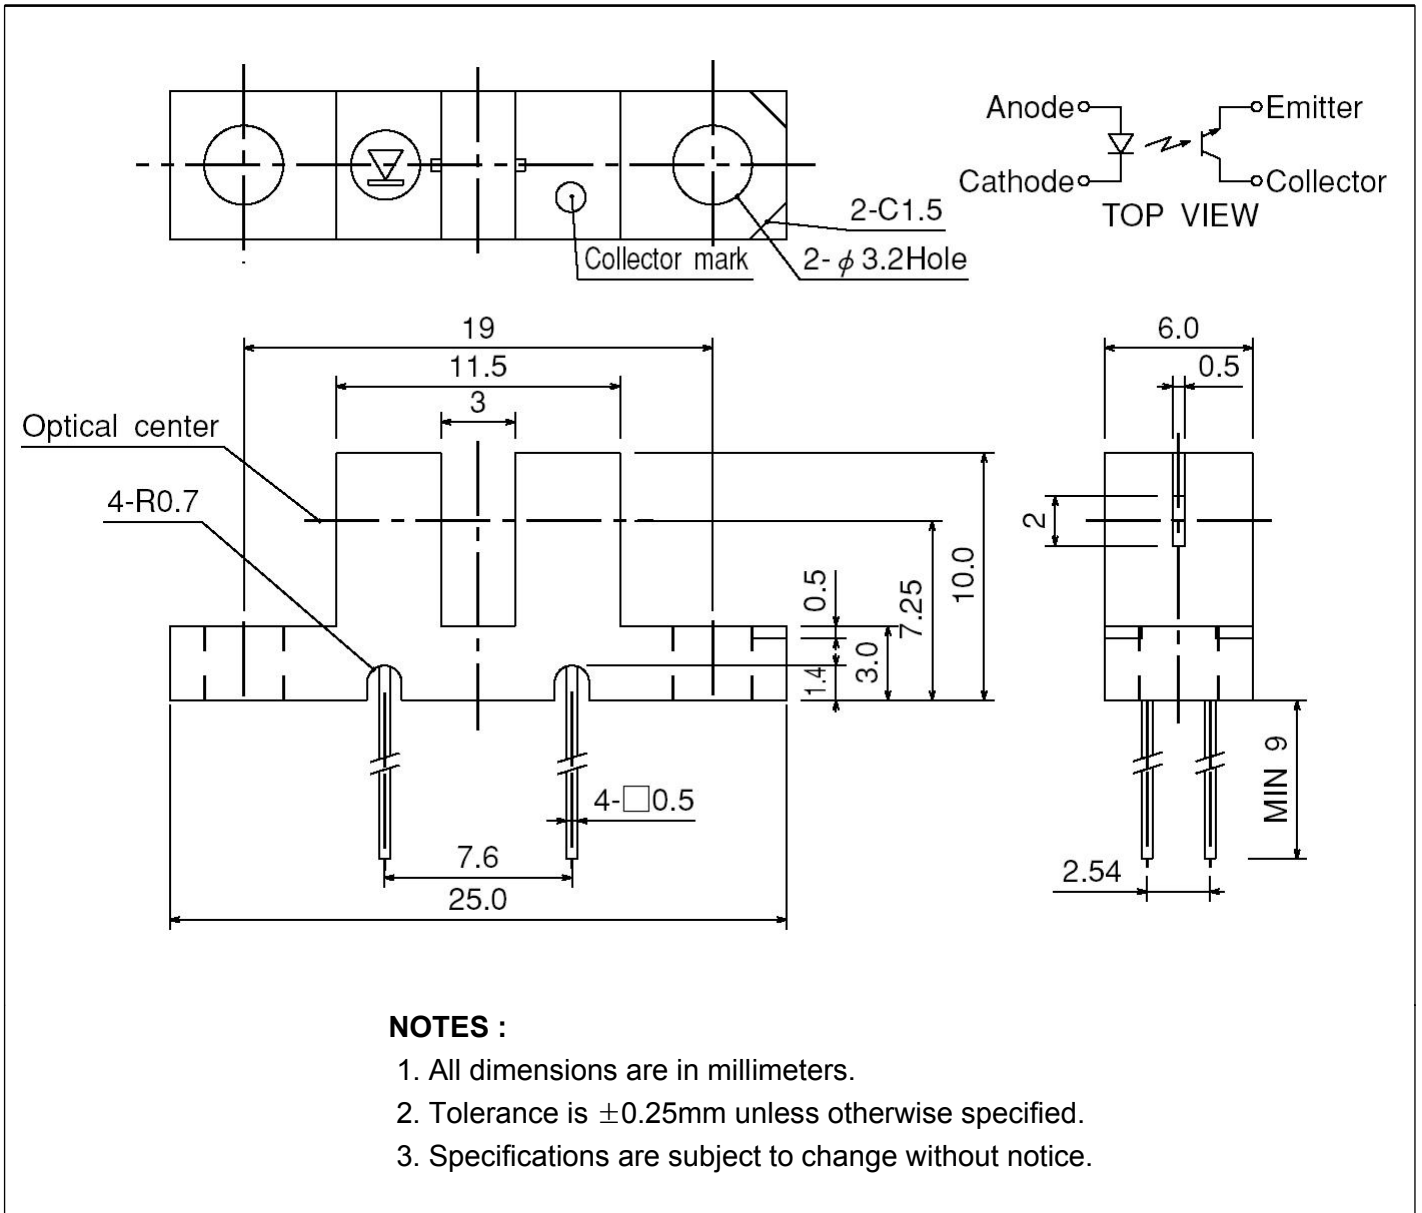 Anode
Emitter
Cathode
Collector
TOP VIEW
2-C1.5
Collector mark
2-φ3.2Hole
19
6.0
11.5
0.5
3
Optical center
4-R0.7
2
10.0
0.5
7.25
3.0
1.4
MIN 9
4-□0.5
7.6
2.54
25.0
NOTES :
1. All dimensions are in millimeters.
2. Tolerance is ±0.25mm unless otherwise specified.
3. Specifications are subject to change without notice.